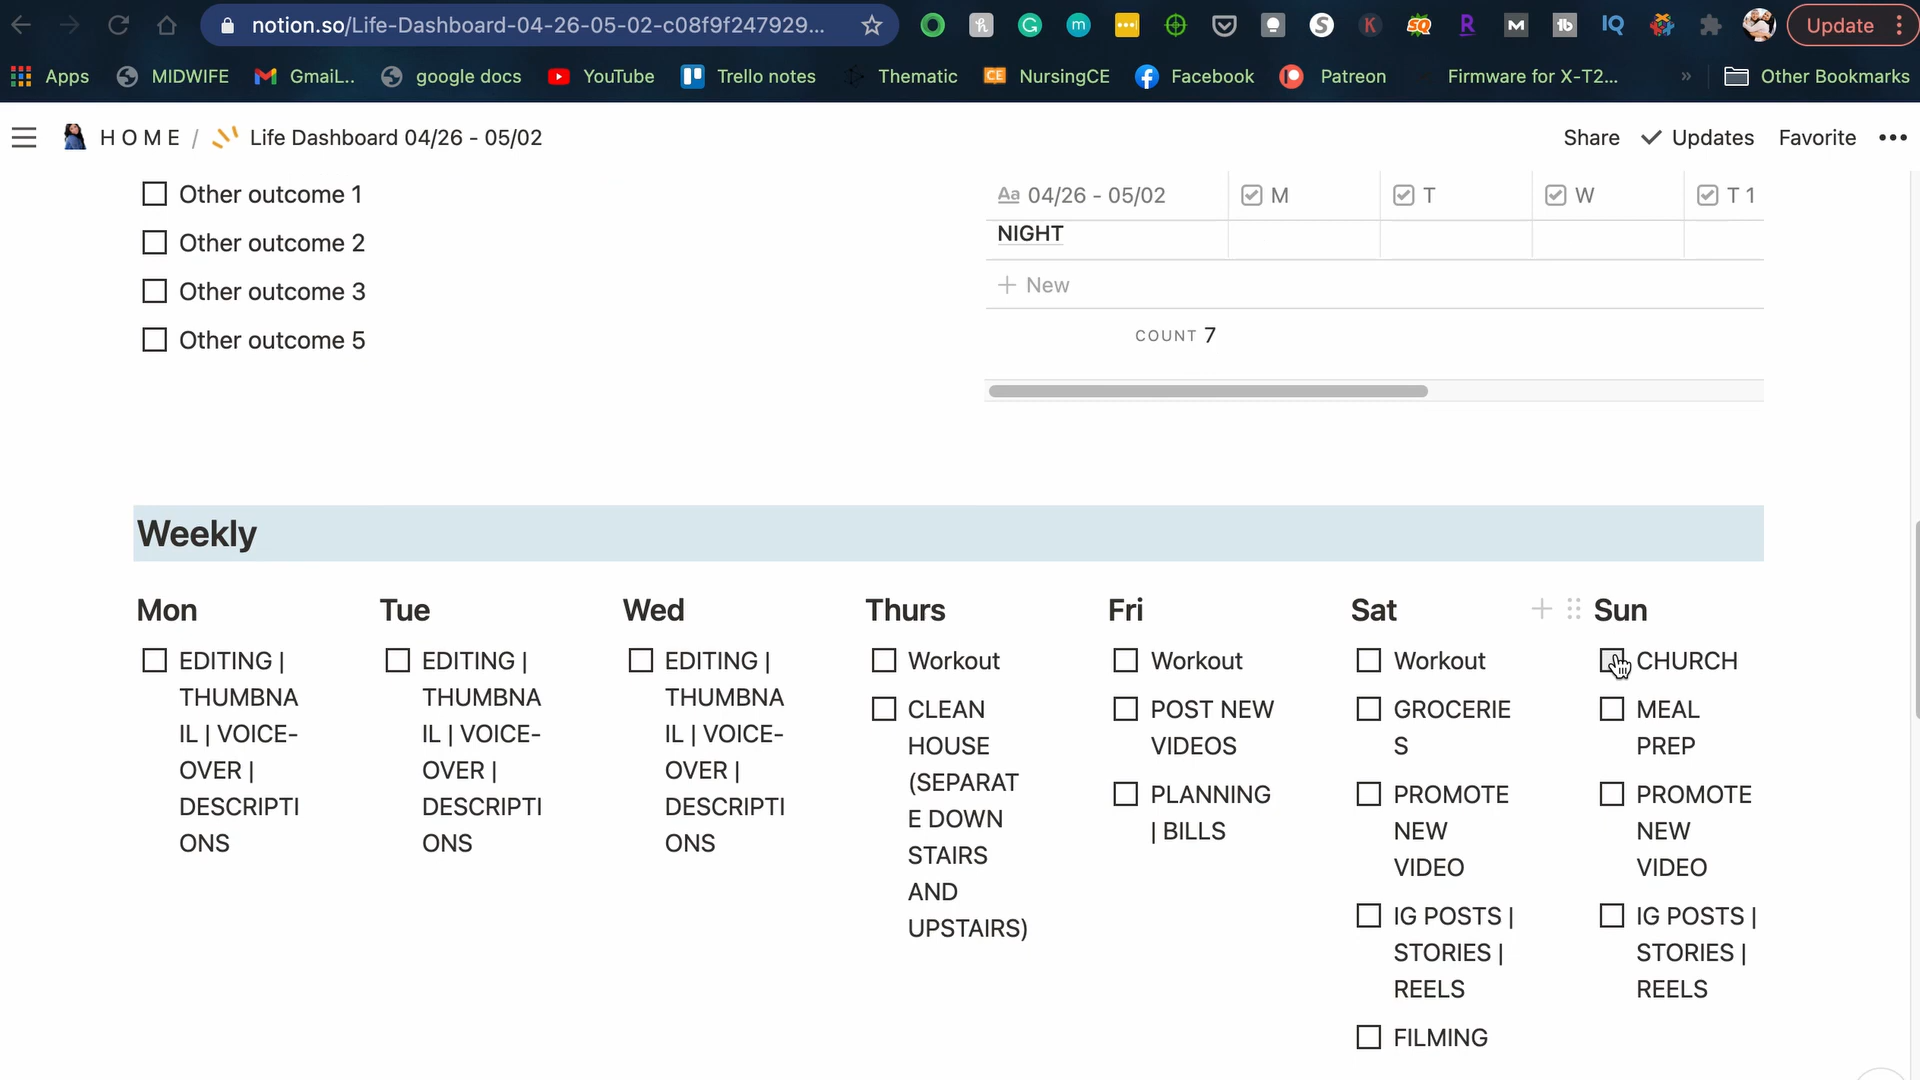 notion.so/Life-Dashboard-04-26-05-02-c08f9f247929...
Update
Apps
MIDWIFE
GmaiL..
google docs
YouTube
Trello notes
Thematic
NursingCE
Facebook
Patreon
Firmware for X-T2...
»
Other Bookmarks
H O M E / Life Dashboard 04/26 - 05/02
Share
Updates
Favorite
Other outcome 1
Other outcome 2
Other outcome 3
Other outcome 5
Aa 04/26 - 05/02
M
T
W
T 1
NIGHT
+ New
COUNT 7
Weekly
Mon
EDITING |
THUMBNA
IL | VOICE-
OVER |
DESCRIPTI
ONS
Tue
EDITING |
THUMBNA
IL | VOICE-
OVER |
DESCRIPTI
ONS
Wed
EDITING |
THUMBNA
IL | VOICE-
OVER |
DESCRIPTI
ONS
Thurs
Workout
CLEAN
HOUSE
(SEPARAT
E DOWN
STAIRS
AND
UPSTAIRS)
Fri
Workout
POST NEW
VIDEOS
PLANNING
| BILLS
Sat
Workout
GROCERIE
S
PROMOTE
NEW
VIDEO
IG POSTS |
STORIES |
REELS
FILMING
Sun
CHURCH
MEAL
PREP
PROMOTE
NEW
VIDEO
IG POSTS |
STORIES |
REELS